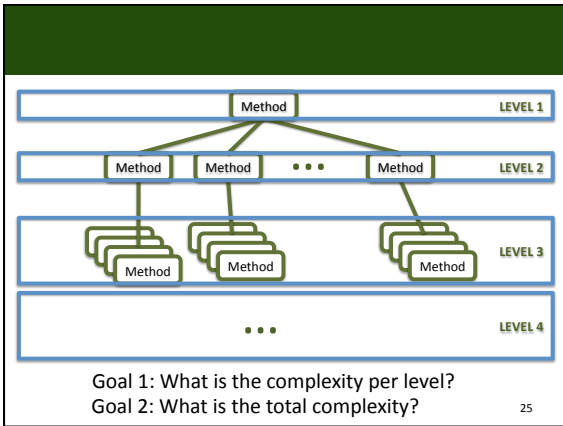 Method
LEVEL 1
Method Method ... Method
LEVEL 2
Method Method Method
LEVEL 3
...
LEVEL 4
Goal 1: What is the complexity per level?
Goal 2: What is the total complexity?
25